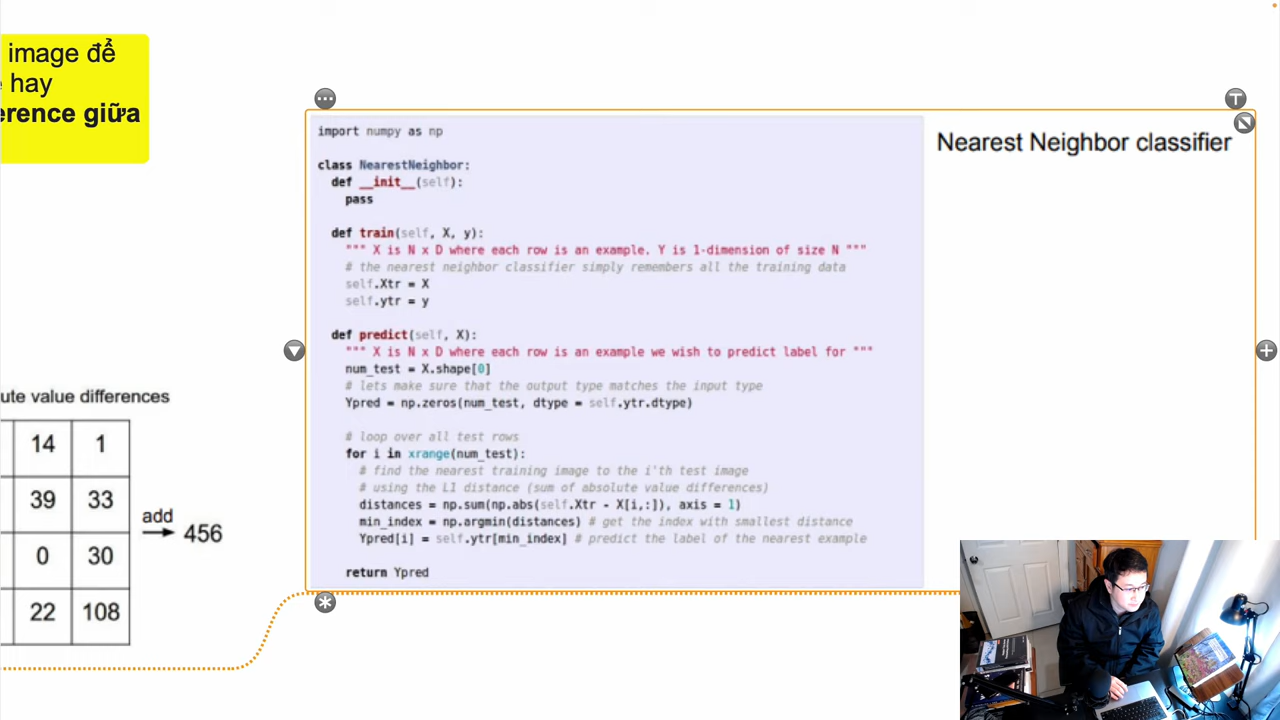 image để
hay
erence giữa
import numpy as np
class NearestNeighbor:
def __init__(self):
pass
def train(self, X, y):
""" X is N x D where each row is an example. Y is 1-dimension of size N """
# the nearest neighbor classifier simply remembers all the training data
self.Xtr = X
self.ytr = y
def predict(self, X):
""" X is N x D where each row is an example we wish to predict label for """
num_test = X.shape[0]
# lets make sure that the output type matches the input type
Ypred = np.zeros(num_test, dtype = self.ytr.dtype)
# loop over all test rows
for i in xrange(num_test):
# find the nearest training image to the i'th test image
# using the L1 distance (sum of absolute value differences)
distances = np.sum(np.abs(self.Xtr - X[i,:]), axis = 1)
min_index = np.argmin(distances) # get the index with smallest distance
Ypred[i] = self.ytr[min_index] # predict the label of the nearest example
return Ypred
Nearest Neighbor classifier
ute value differences
14 1
39 33
0 30
22 108
add
456